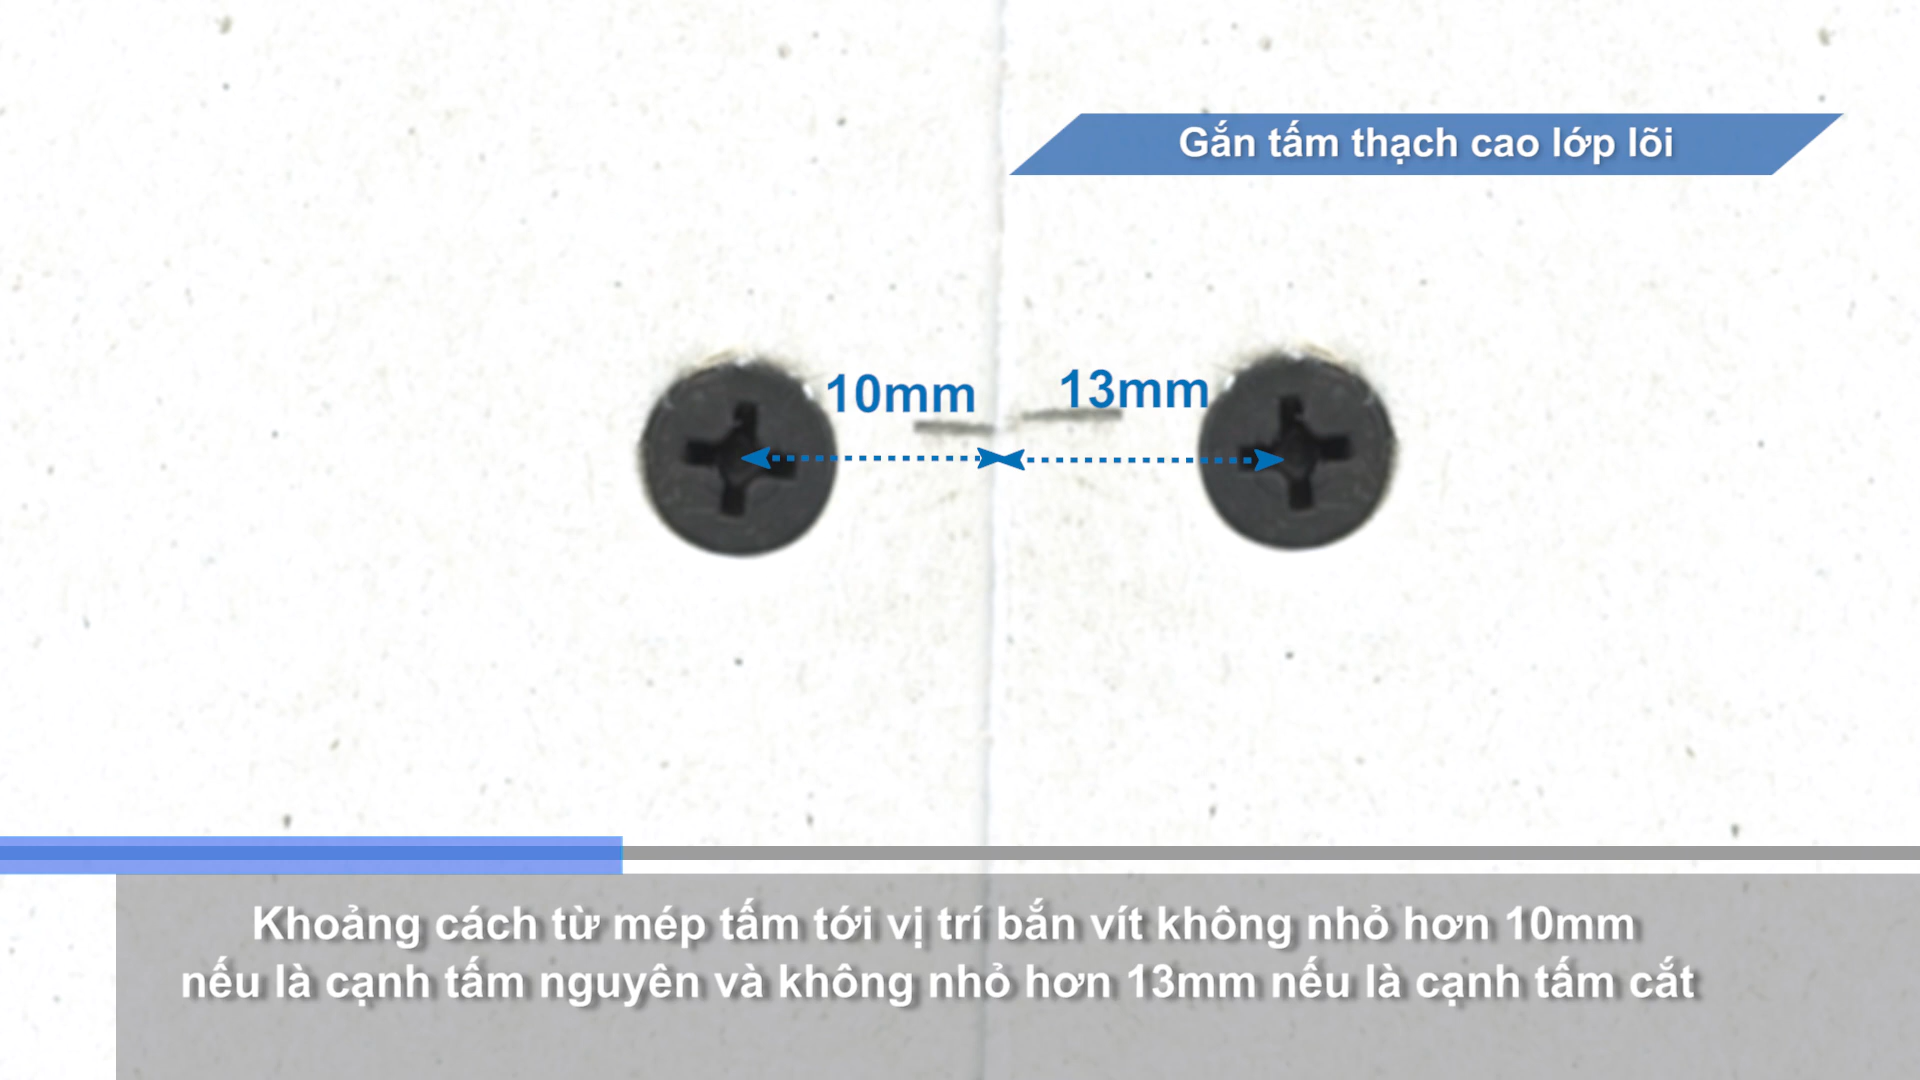 Gắn tấm thạch cao lớp lõi
10mm
13mm
Khoảng cách từ mép tấm tới vị trí bắn vít không nhỏ hơn 10mm
nếu là cạnh tấm nguyên và không nhỏ hơn 13mm nếu là cạnh tấm cắt